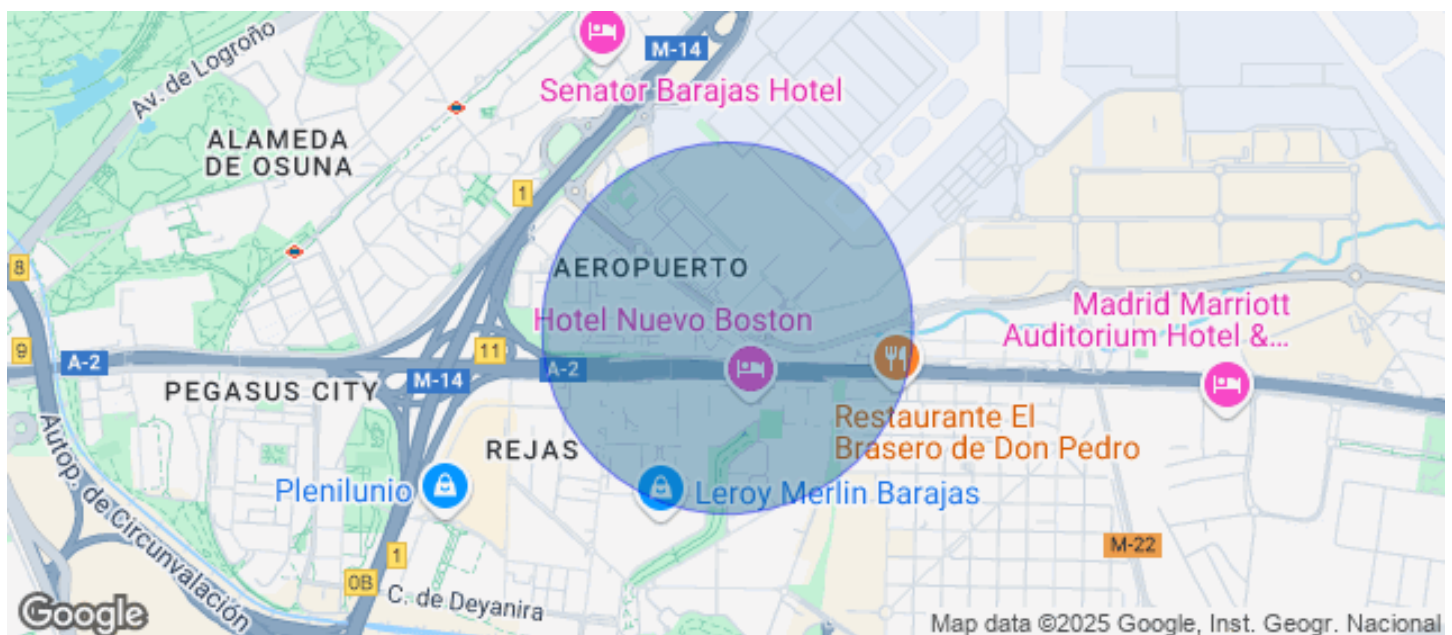 Av. de Logroño
M-14
Senator Barajas Hotel
ALAMEDA
DE OSUNA
1
8
AEROPUERTO
Hotel Nuevo Boston
Madrid Marriott
Auditorium Hotel &...
9
A-2
11
A-2
M-14
PEGASUS CITY
Restaurante El
Brasero de Don Pedro
REJAS
Plenilunio
Leroy Merlin Barajas
Autop. de Circunvalación
M-22
1
0B
C. de Deyanira
Google
Map data ©2025 Google, Inst. Geogr. Nacional